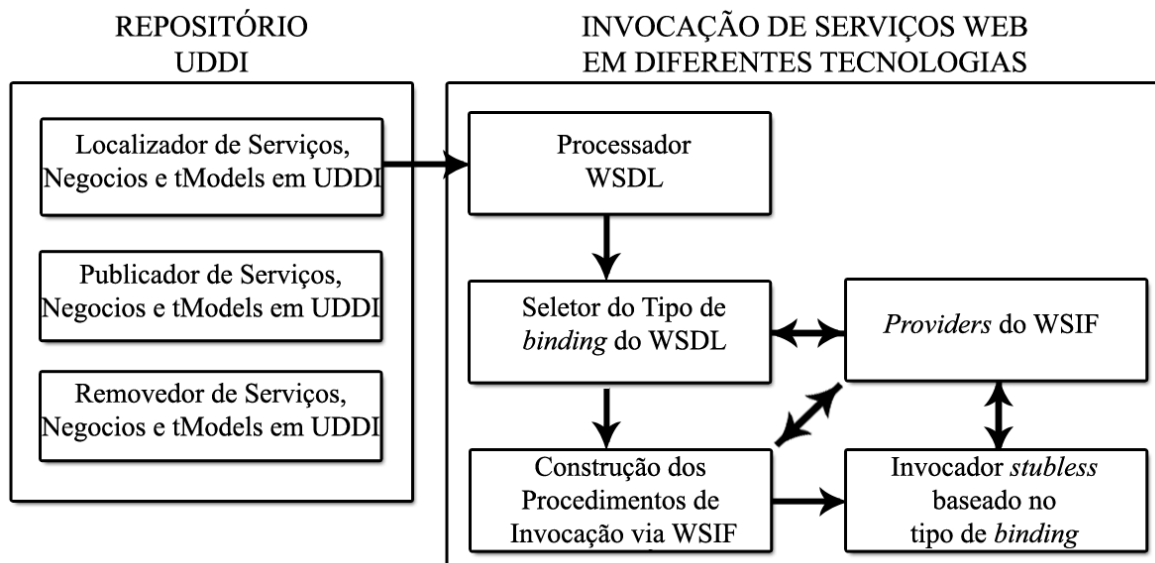 REPOSITÓRIO
UDDI
INVOCAÇÃO DE SERVIÇOS WEB
EM DIFERENTES TECNOLOGIAS
Localizador de Serviços,
Negocios e tModels em UDDI
Publicador de Serviços,
Negocios e tModels em UDDI
Removedor de Serviços,
Negocios e tModels em UDDI
Processador
WSDL
Seletor do Tipo de
binding do WSDL
Providers do WSIF
Construção dos
Procedimentos de
Invocação via WSIF
Invocador stubless
baseado no
tipo de binding